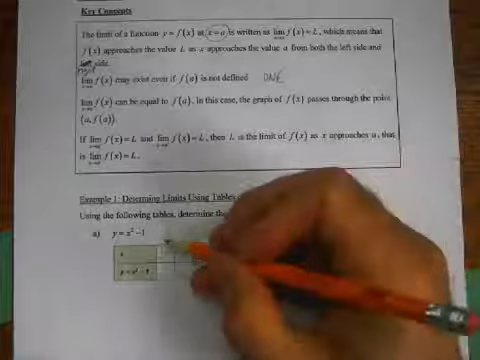 Key Concepts
The limit of a function y = f(x) at x = a is written as lim x→a f(x) = L, which means that
f(x) approaches the value L as x approaches the value a from both the left side and
right side.
lim x→a f(x) may exist even if f(a) is not defined DNE
lim x→a f(x) can be equal to f(a). In this case, the graph of f(x) passes through the point
(a, f(a)).
If lim f(x) = L and lim f(x) = L, then L is the limit of f(x) as x approaches a, that
is lim x→a f(x) = L.
Example 1: Determing Limits Using Tables
Using the following tables, determine the
a) y = x² − 1
x
y = x² − 1